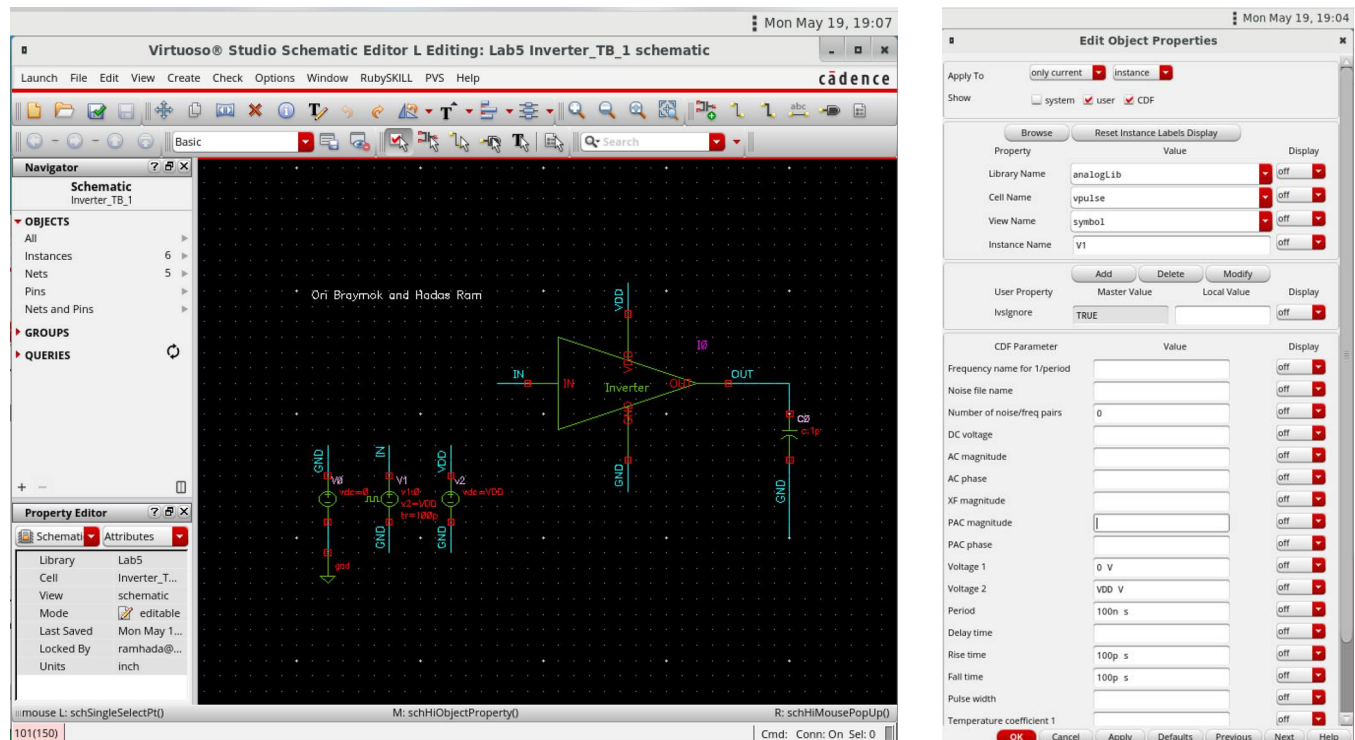 Mon May 19, 19:07
Virtuoso® Studio Schematic Editor L Editing: Lab5 Inverter_TB_1 schematic
Launch File Edit View Create Check Options Window RubySKILL PVS Help
cādence
Basic
Search
Navigator
Schematic
Inverter_TB_1
OBJECTS
All
Instances 6
Nets 5
Pins
Nets and Pins
GROUPS
QUERIES
Property Editor
Schemati Attributes
Library Lab5
Cell Inverter_T...
View schematic
Mode editable
Last Saved Mon May 1...
Locked By ramhada@...
Units inch
Ori Braymok and Hadas Ram
VDD
I0
VDD
IN
IN
Inverter
OUT
OUT
GND
GND
C0
c:1p
GND
GND
V0
vdc=0
gnd
IN
V1
v1:0
v2=VDD
tr=100p
GND
VDD
v2
vdc=VDD
GND
mouse L: schSingleSelectPt() M: schHiObjectProperty() R: schHiMousePopUp()
101(150) Cmd: Conn: On Sel: 0
Mon May 19, 19:04
Edit Object Properties
Apply To only current instance
Show system user CDF
Browse Reset Instance Labels Display
Property Value Display
Library Name analogLib off
Cell Name vpulse off
View Name symbol off
Instance Name V1 off
Add Delete Modify
User Property Master Value Local Value Display
lvsIgnore TRUE off
CDF Parameter Value Display
Frequency name for 1/period off
Noise file name off
Number of noise/freq pairs 0 off
DC voltage off
AC magnitude off
AC phase off
XF magnitude off
PAC magnitude off
PAC phase off
Voltage 1 0 V off
Voltage 2 VDD V off
Period 100n s off
Delay time off
Rise time 100p s off
Fall time 100p s off
Pulse width off
Temperature coefficient 1 off
OK Cancel Apply Defaults Previous Next Help